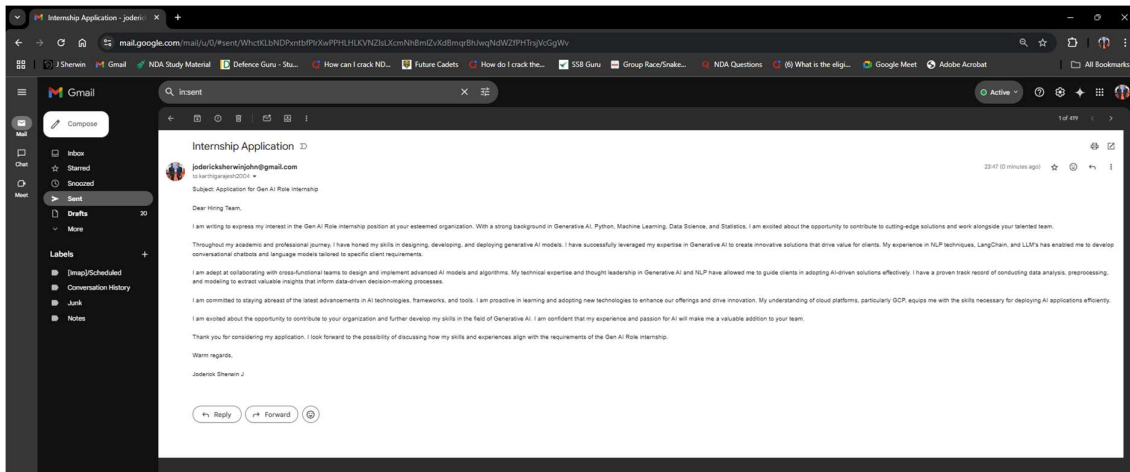 Internship Application - joderic
mail.google.com/mail/u/0/#sent/WhctKLbNDPxntbfPlrXwPPHLHLKVNZlsLXcmNhBmlZvXdBmqrBhJwqNdWZfPHTrsjVcGgWv
J Sherwin
Gmail
NDA Study Material
Defence Guru - Stu...
How can I crack ND...
Future Cadets
How do I crack the...
SSB Guru
Group Race/Snake...
NDA Questions
(6) What is the eligi...
Google Meet
Adobe Acrobat
All Bookmarks
Gmail
in:sent
Active
Mail
Chat
Meet
Compose
Inbox
Starred
Snoozed
Sent
Drafts 20
More
Labels
[Imap]/Scheduled
Conversation History
Junk
Notes
1 of 419
Internship Application
jodericksherwinjohn@gmail.com
23:47 (0 minutes ago)
to karthigarajesh2004
Subject: Application for Gen AI Role Internship
Dear Hiring Team,
I am writing to express my interest in the Gen AI Role Internship position at your esteemed organization. With a strong background in Generative AI, Python, Machine Learning, Data Science, and Statistics, I am excited about the opportunity to contribute to cutting-edge solutions and work alongside your talented team.
Throughout my academic and professional journey, I have honed my skills in designing, developing, and deploying generative AI models. I have successfully leveraged my expertise in Generative AI to create innovative solutions that drive value for clients. My experience in NLP techniques, LangChain, and LLM's has enabled me to develop
conversational chatbots and language models tailored to specific client requirements.
I am adept at collaborating with cross-functional teams to design and implement advanced AI models and algorithms. My technical expertise and thought leadership in Generative AI and NLP have allowed me to guide clients in adopting AI-driven solutions effectively. I have a proven track record of conducting data analysis, preprocessing,
and modeling to extract valuable insights that inform data-driven decision-making processes.
I am committed to staying abreast of the latest advancements in AI technologies, frameworks, and tools. I am proactive in learning and adopting new technologies to enhance our offerings and drive innovation. My understanding of cloud platforms, particularly GCP, equips me with the skills necessary for deploying AI applications efficiently.
I am excited about the opportunity to contribute to your organization and further develop my skills in the field of Generative AI. I am confident that my experience and passion for AI will make me a valuable addition to your team.
Thank you for considering my application. I look forward to the possibility of discussing how my skills and experiences align with the requirements of the Gen AI Role internship.
Warm regards,
Joderick Sherwin J
Reply
Forward